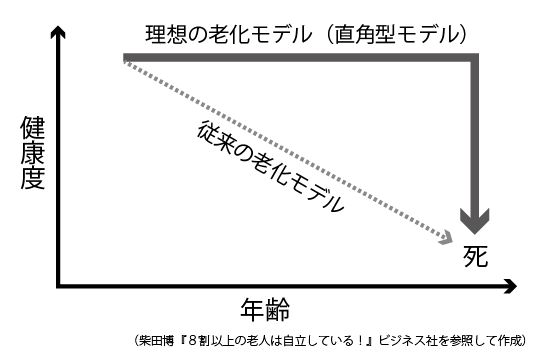 理想の老化モデル（直角型モデル）
従来の老化モデル
健康度
死
年齢
（柴田博『８割以上の老人は自立している！』ビジネス社を参照して作成）